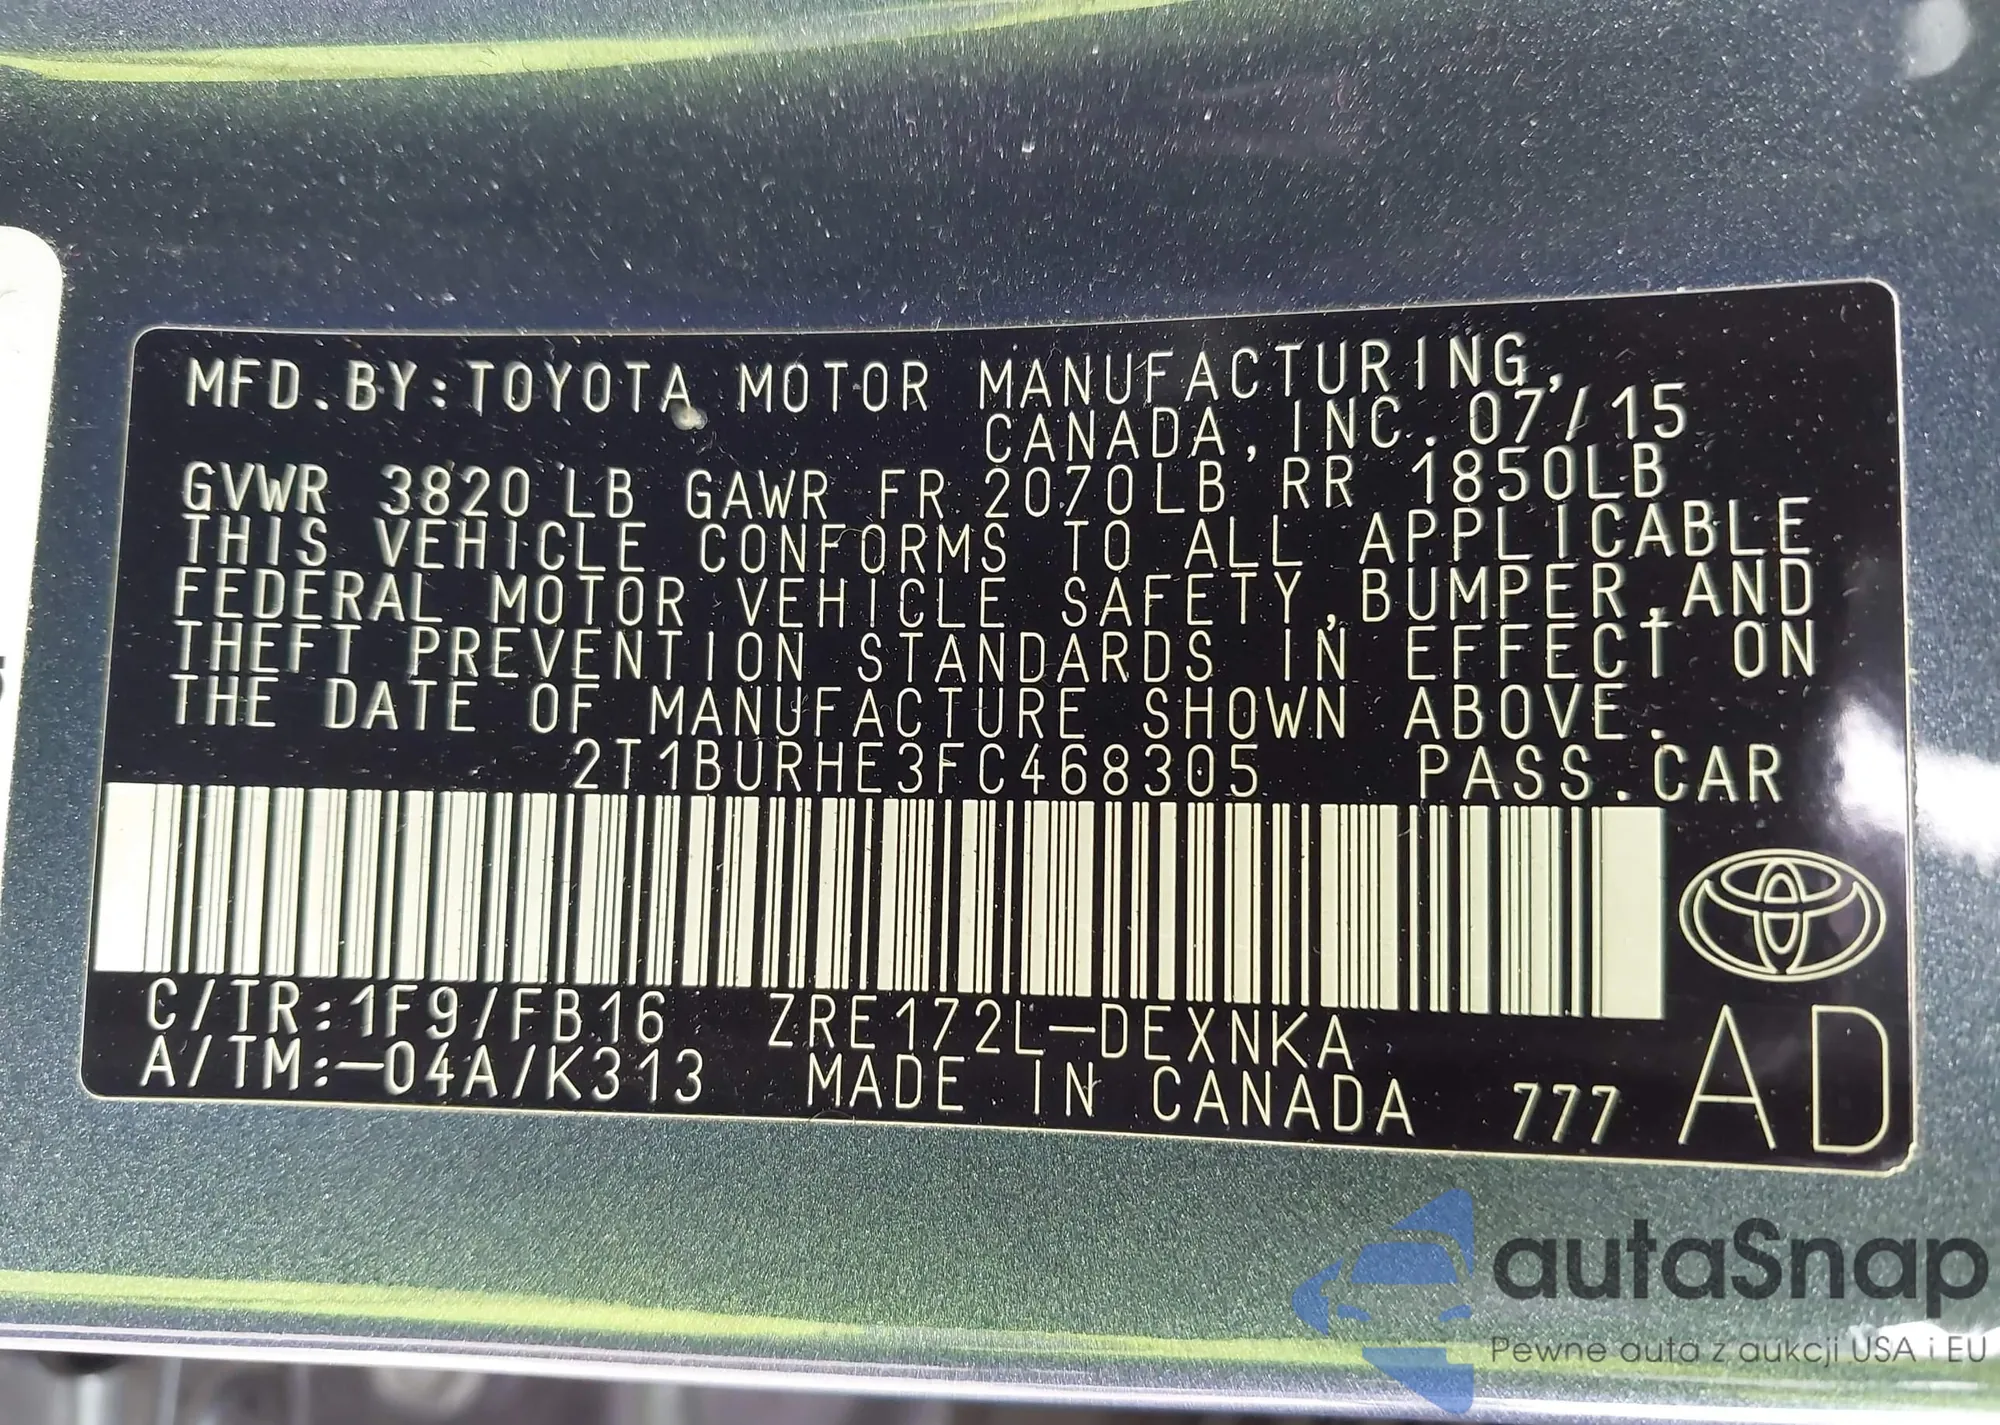 MFD.BY:TOYOTA MOTOR MANUFACTURING,
CANADA,INC.07/15
GVWR 3820LB GAWR FR 2070LB RR 1850LB
THIS VEHICLE CONFORMS TO ALL APPLICABLE
FEDERAL MOTOR VEHICLE SAFETY,BUMPER,AND
THEFT PREVENTION STANDARDS IN EFFECT ON
THE DATE OF MANUFACTURE SHOWN ABOVE.
2T1BURHE3FC468305 PASS.CAR
C/TR:1F9/FB16 ZRE172L-DEXNKA
A/TM:-04A/K313 MADE IN CANADA 777 AD
autaSnap
Pewne auta z aukcji USA i EU